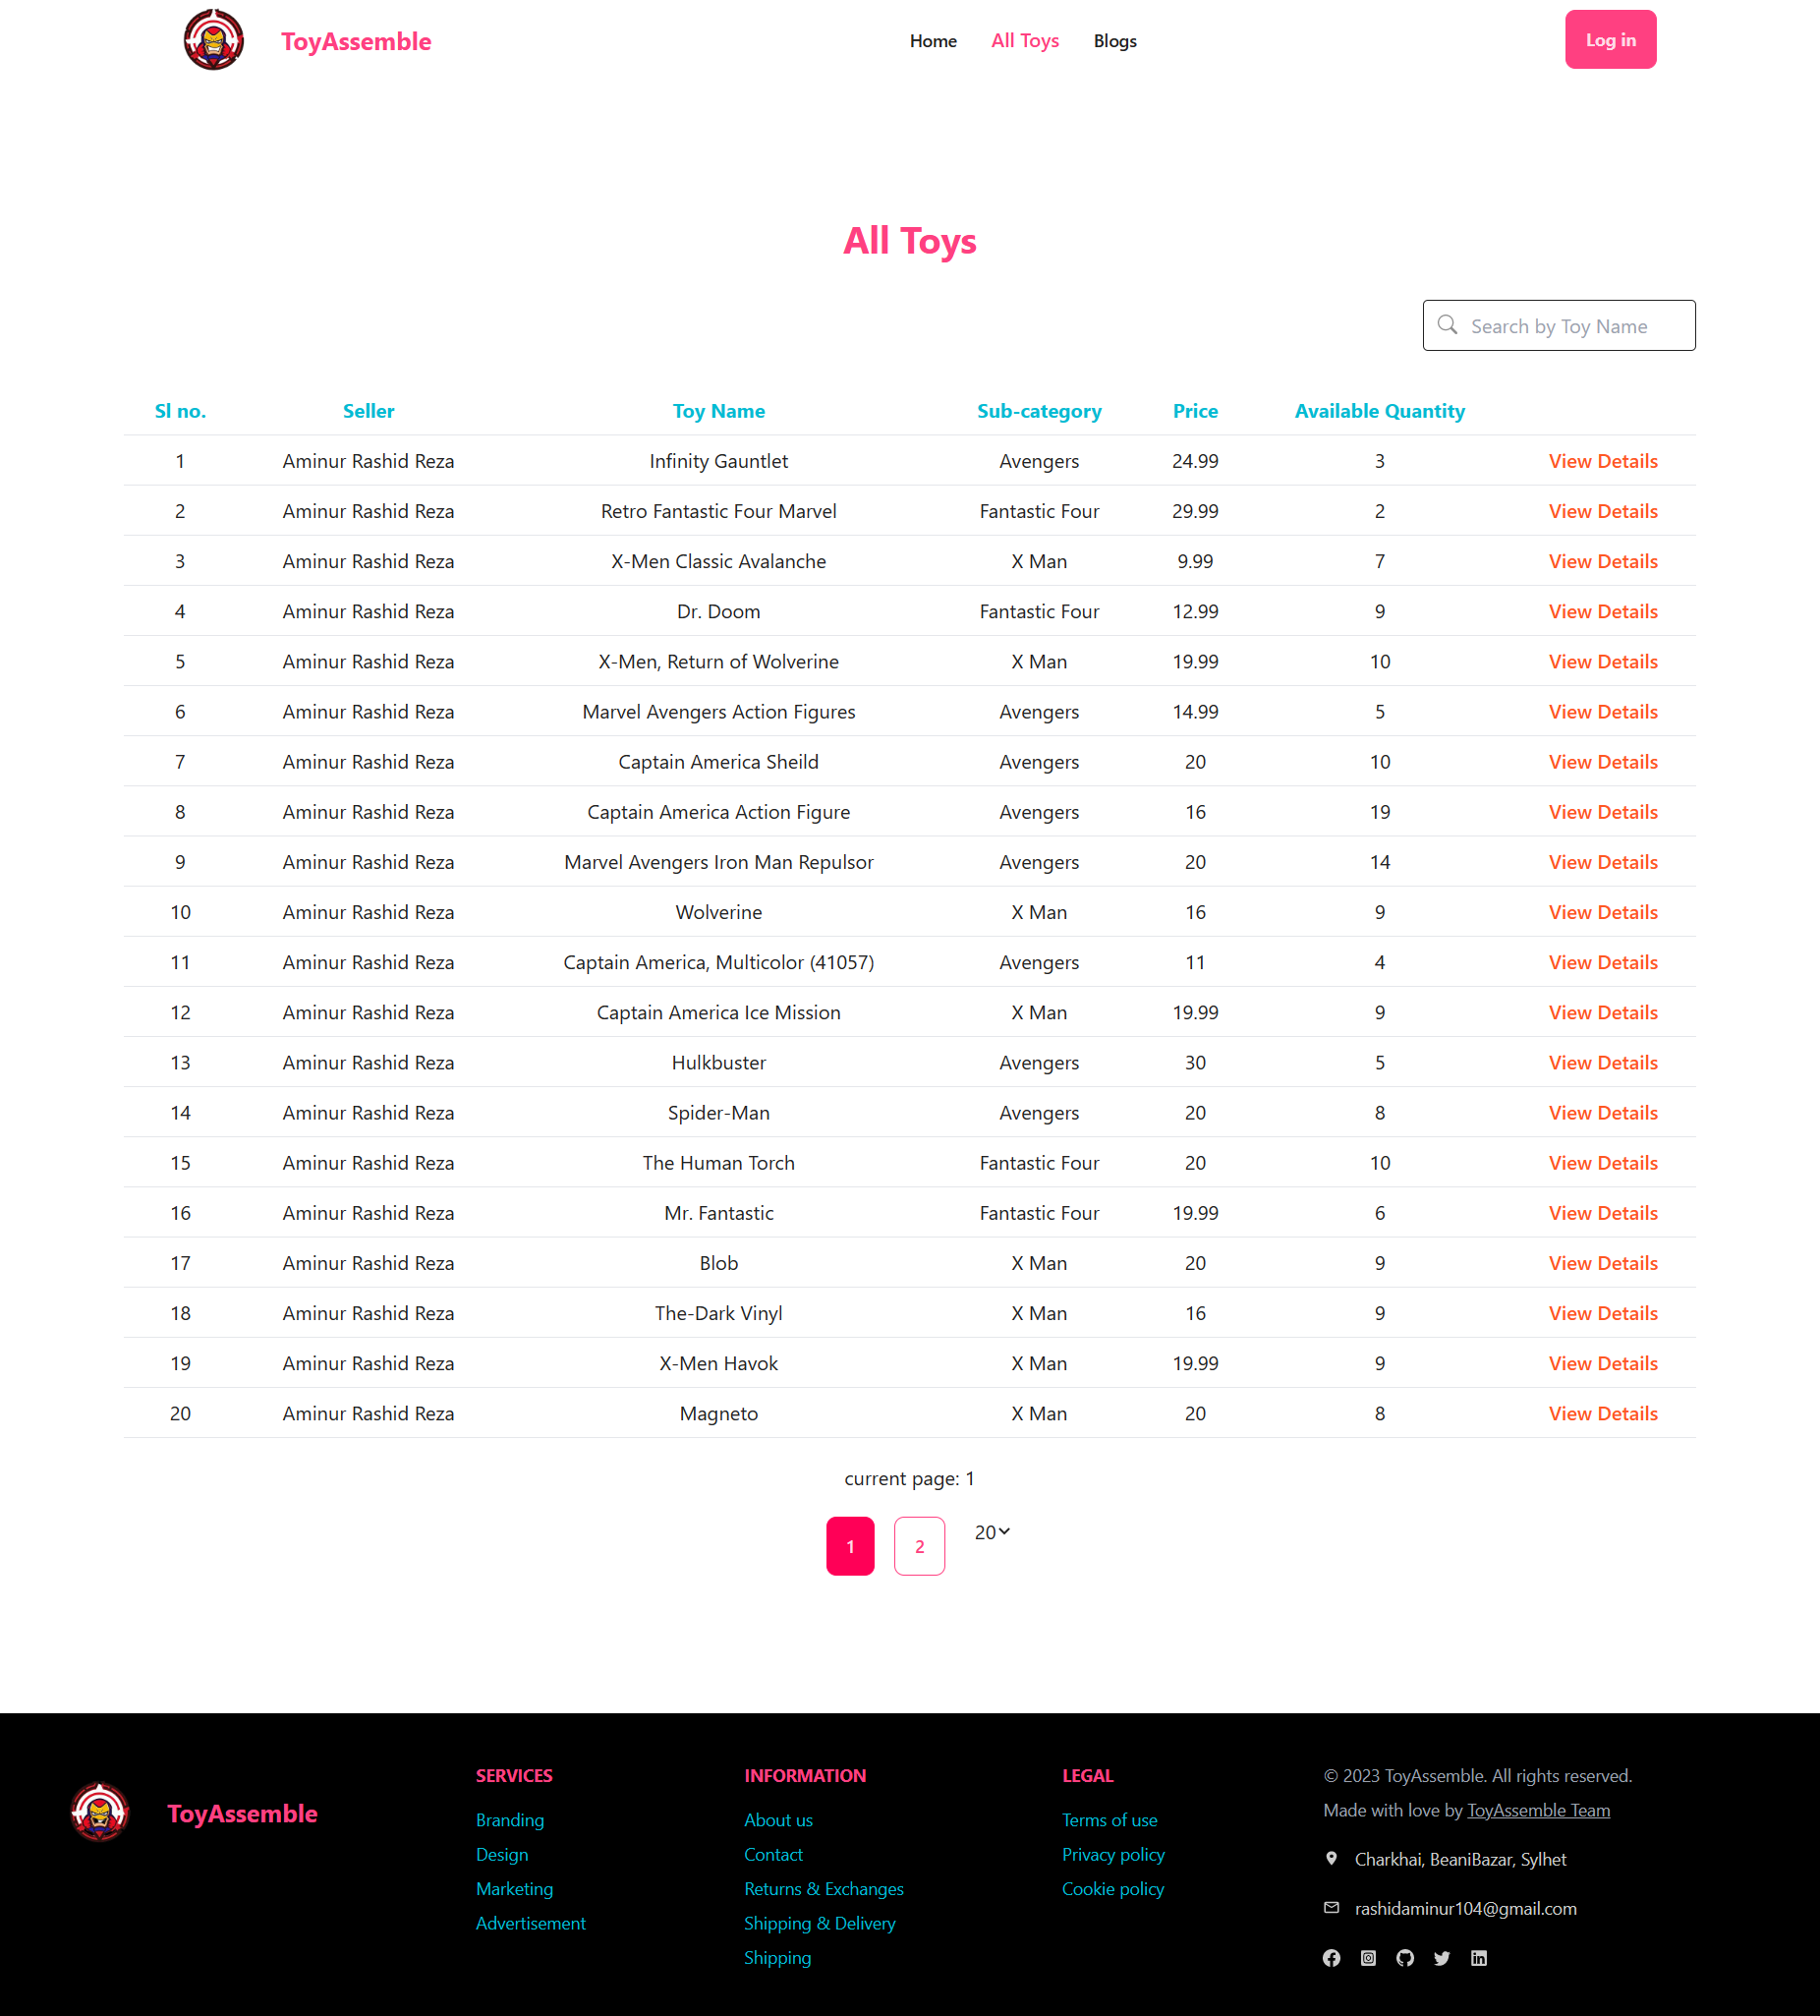 ToyAssemble Home All Toys Blogs Log in
All Toys
Search by Toy Name
Sl no. Seller Toy Name Sub-category Price Available Quantity
1 Aminur Rashid Reza Infinity Gauntlet Avengers 24.99 3 View Details
2 Aminur Rashid Reza Retro Fantastic Four Marvel Fantastic Four 29.99 2 View Details
3 Aminur Rashid Reza X-Men Classic Avalanche X Man 9.99 7 View Details
4 Aminur Rashid Reza Dr. Doom Fantastic Four 12.99 9 View Details
5 Aminur Rashid Reza X-Men, Return of Wolverine X Man 19.99 10 View Details
6 Aminur Rashid Reza Marvel Avengers Action Figures Avengers 14.99 5 View Details
7 Aminur Rashid Reza Captain America Sheild Avengers 20 10 View Details
8 Aminur Rashid Reza Captain America Action Figure Avengers 16 19 View Details
9 Aminur Rashid Reza Marvel Avengers Iron Man Repulsor Avengers 20 14 View Details
10 Aminur Rashid Reza Wolverine X Man 16 9 View Details
11 Aminur Rashid Reza Captain America, Multicolor (41057) Avengers 11 4 View Details
12 Aminur Rashid Reza Captain America Ice Mission X Man 19.99 9 View Details
13 Aminur Rashid Reza Hulkbuster Avengers 30 5 View Details
14 Aminur Rashid Reza Spider-Man Avengers 20 8 View Details
15 Aminur Rashid Reza The Human Torch Fantastic Four 20 10 View Details
16 Aminur Rashid Reza Mr. Fantastic Fantastic Four 19.99 6 View Details
17 Aminur Rashid Reza Blob X Man 20 9 View Details
18 Aminur Rashid Reza The-Dark Vinyl X Man 16 9 View Details
19 Aminur Rashid Reza X-Men Havok X Man 19.99 9 View Details
20 Aminur Rashid Reza Magneto X Man 20 8 View Details
current page: 1
1 2 20
ToyAssemble
SERVICES
Branding
Design
Marketing
Advertisement
INFORMATION
About us
Contact
Returns & Exchanges
Shipping & Delivery
Shipping
LEGAL
Terms of use
Privacy policy
Cookie policy
© 2023 ToyAssemble. All rights reserved.
Made with love by ToyAssemble Team
Charkhai, BeaniBazar, Sylhet
rashidaminur104@gmail.com